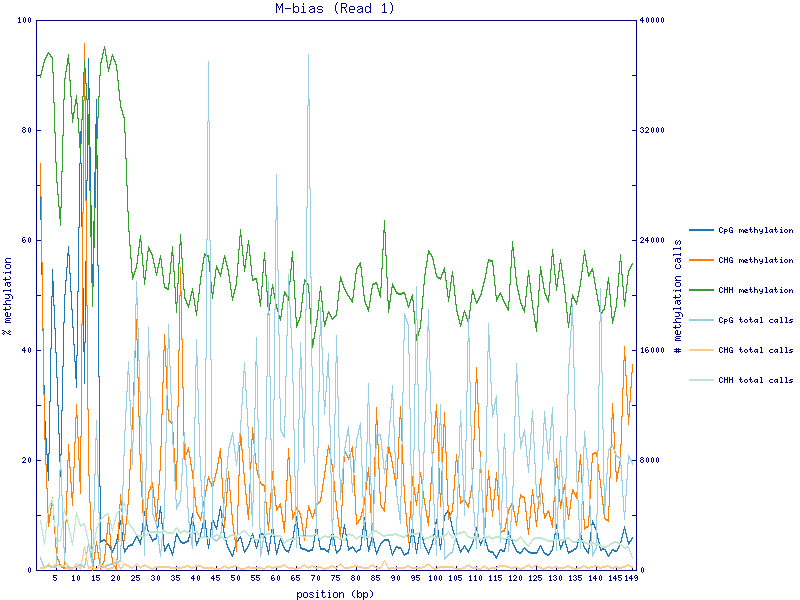 M-bias (Read 1)
100
80
60
40
20
0
40000
32000
24000
16000
8000
0
% methylation
# methylation calls
CpG methylation
CHG methylation
CHH methylation
CpG total calls
CHG total calls
CHH total calls
5 10 15 20 25 30 35 40 45 50 55 60 65 70 75 80 85 90 95 100 105 110 115 120 125 130 135 140 145 149
position (bp)